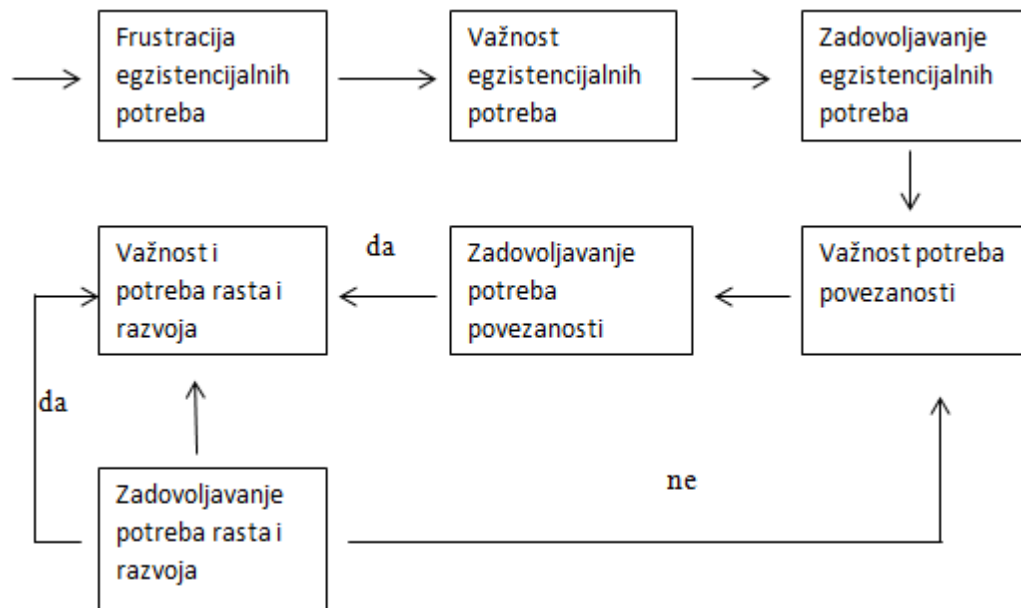 Frustracija
egzistencijalnih
potreba
Važnost
egzistencijalnih
potreba
Zadovoljavanje
egzistencijalnih
potreba
Važnost i
potreba rasta i
razvoja
da
Zadovoljavanje
potreba
povezanosti
Važnost potreba
povezanosti
da
Zadovoljavanje
potreba rasta i
razvoja
ne